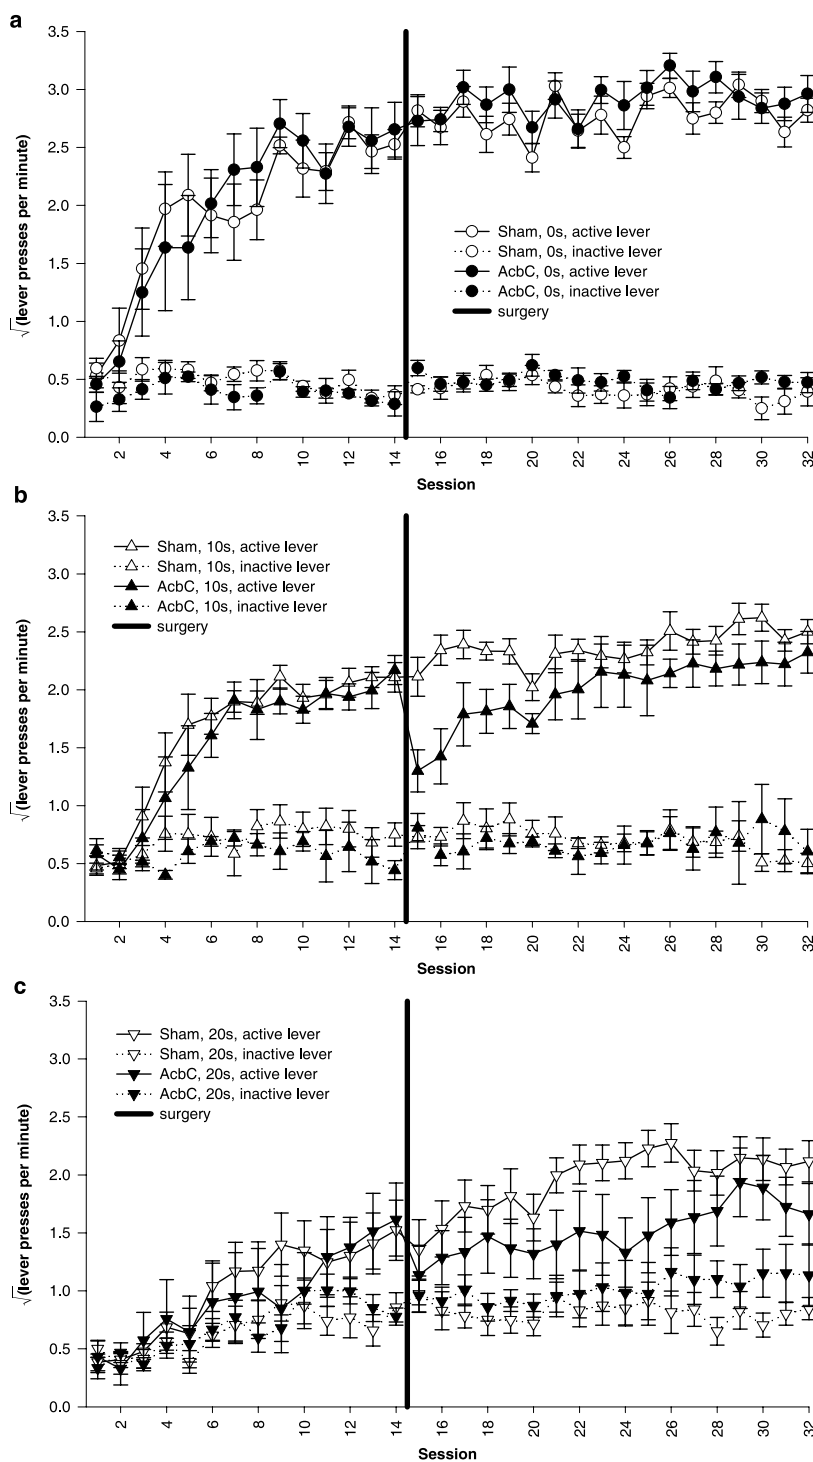 a
3.5
3.0
2.5
2.0
1.5
1.0
0.5
0.0
√(lever presses per minute)
Sham, 0s, active lever
Sham, 0s, inactive lever
AcbC, 0s, active lever
AcbC, 0s, inactive lever
surgery
2 4 6 8 10 12 14 16 18 20 22 24 26 28 30 32
Session
b
3.5
3.0
2.5
2.0
1.5
1.0
0.5
0.0
√(lever presses per minute)
Sham, 10s, active lever
Sham, 10s, inactive lever
AcbC, 10s, active lever
AcbC, 10s, inactive lever
surgery
2 4 6 8 10 12 14 16 18 20 22 24 26 28 30 32
Session
c
3.5
3.0
2.5
2.0
1.5
1.0
0.5
0.0
√(lever presses per minute)
Sham, 20s, active lever
Sham, 20s, inactive lever
AcbC, 20s, active lever
AcbC, 20s, inactive lever
surgery
2 4 6 8 10 12 14 16 18 20 22 24 26 28 30 32
Session